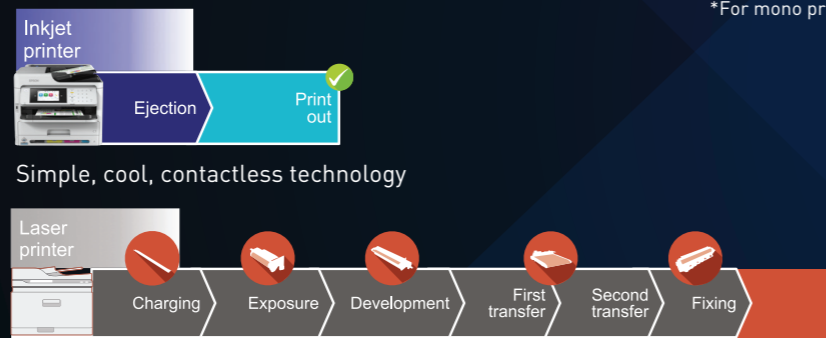 *For mono pr
Inkjet
printer
Ejection
Print
out
Simple, cool, contactless technology
Laser
printer
Charging
Exposure
Development
First
transfer
Second
transfer
Fixing